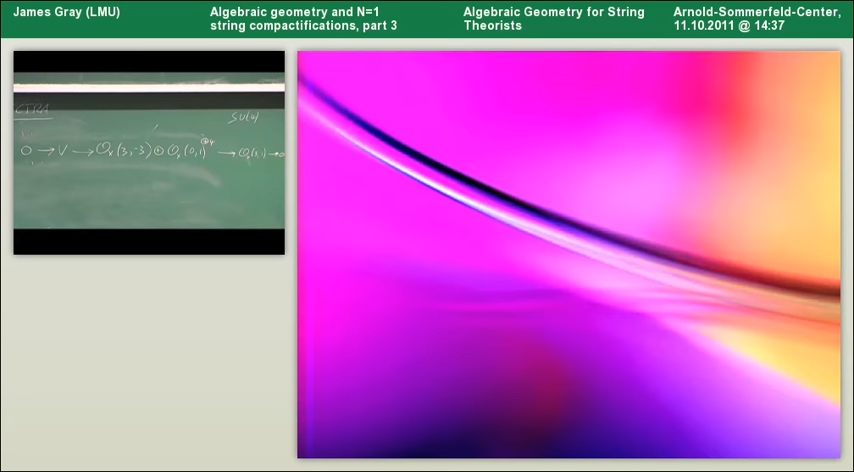 James Gray (LMU)
Algebraic geometry and N=1
string compactifications, part 3
Algebraic Geometry for String
Theorists
Arnold-Sommerfeld-Center,
11.10.2011 @ 14:37
SU(4)
0 → V → O_x(3,-3) ⊕ O_x(0,1)^⊕4 → O_x(3,1) → 0